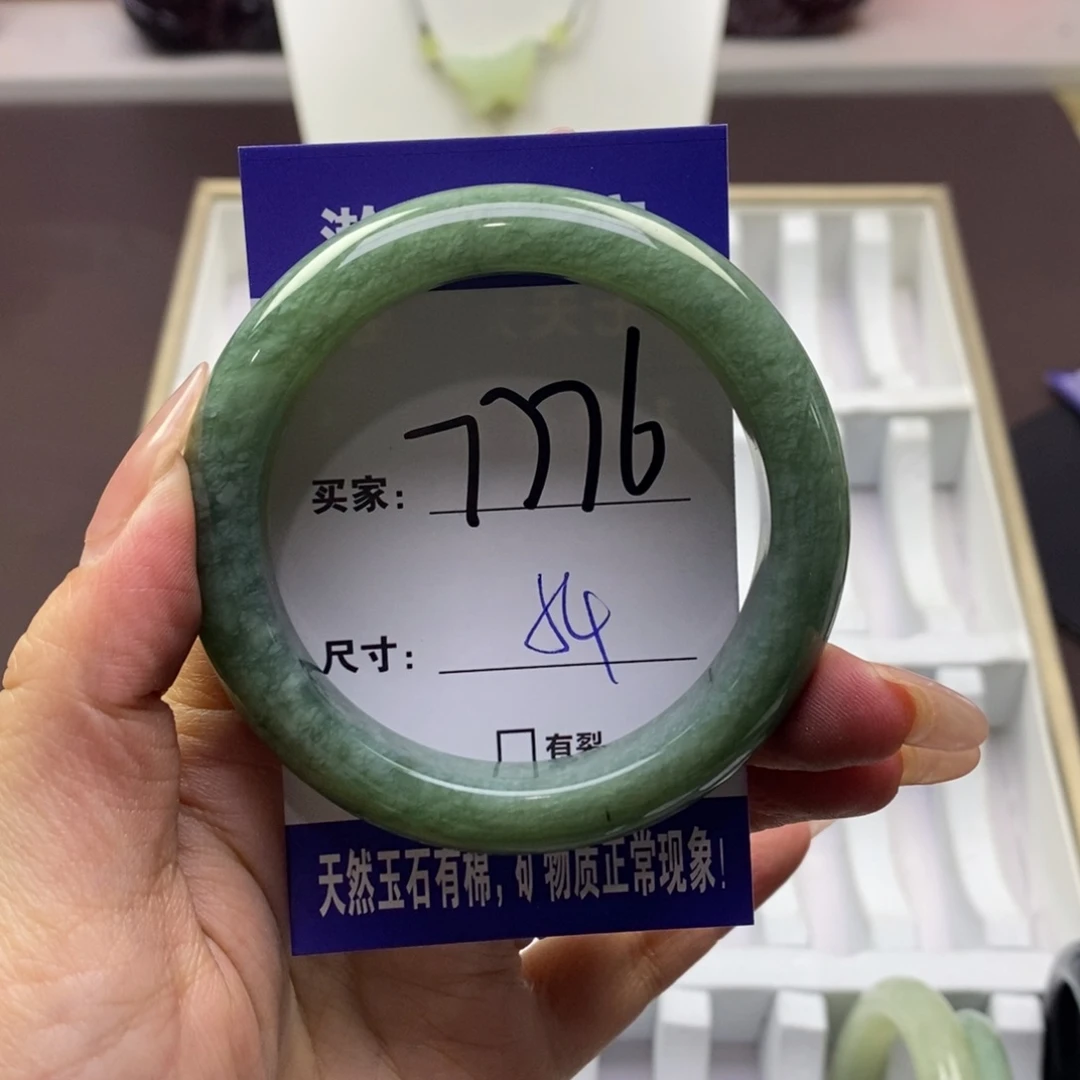 买家： 7776
尺寸： 54
□ 有裂
天然玉石有棉，矿物质正常现象！